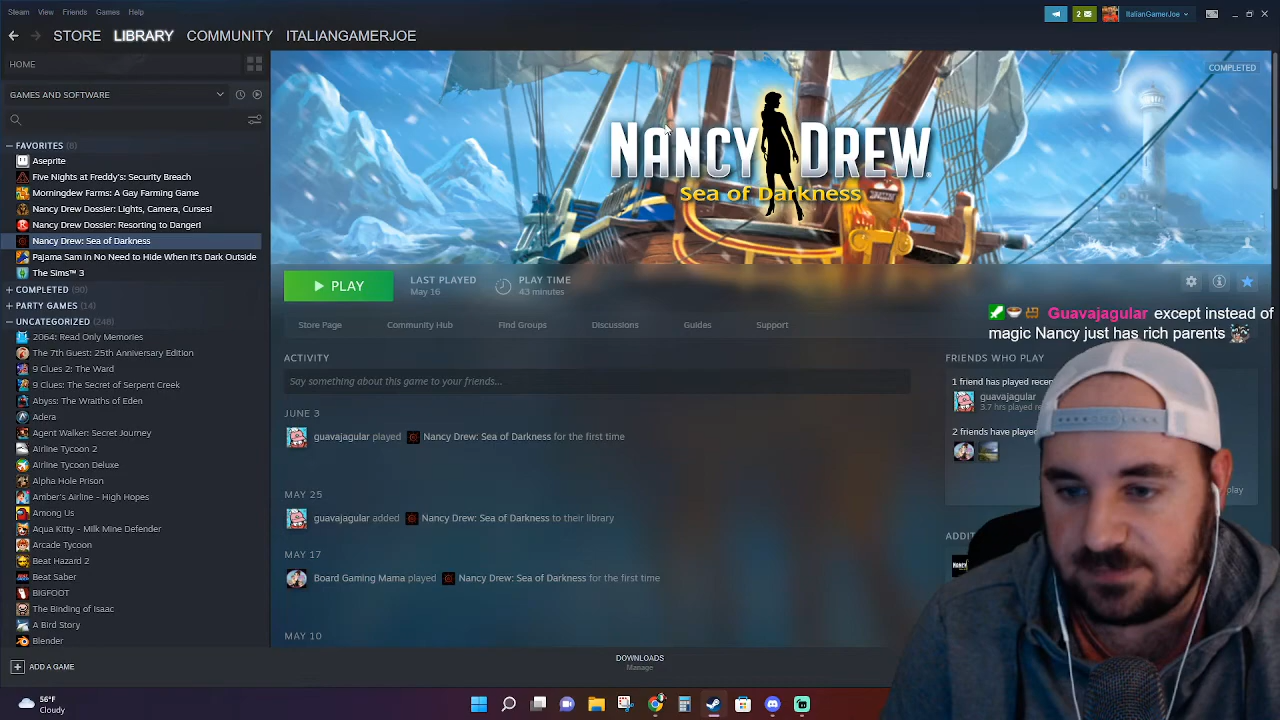 Steam View Friends Games Help
2
ItalianGamerJoe
STORE LIBRARY COMMUNITY ITALIANGAMERJOE
HOME
GAMES AND SOFTWARE
FAVORITES (8)
Aseprite
Five Nights at Freddy's: Security Breach
Morningdew Farms: A Gay Farming Game
Nancy Drew Dossier: Lights, Camera, Curses!
Nancy Drew Dossier: Resorting to Danger!
Nancy Drew: Sea of Darkness
Pajama Sam in No Need to Hide When It's Dark Outside
The Sims™ 3
COMPLETED (90)
PARTY GAMES (14)
UNCATEGORIZED (248)
2064: Read Only Memories
The 7th Guest: 25th Anniversary Edition
9 Clues 2: The Ward
9 Clues: The Secret of Serpent Creek
Abyss: The Wraiths of Eden
Adera
Agent Walker: Secret Journey
Airline Tycoon 2
Airline Tycoon Deluxe
Alpha Hole Prison
Amber's Airline - High Hopes
Among Us
Aqua Kitty - Milk Mine Defender
Arcade Tycoon
Beat Hazard 2
Beat Saber
BIGFOOT
The Binding of Isaac
A Bird Story
Blender
ADD A GAME
COMPLETED
NANCY DREW
Sea of Darkness
PLAY
LAST PLAYED
May 16
PLAY TIME
43 minutes
Store Page Community Hub Find Groups Discussions Guides Support
Guavajagular except instead of
magic Nancy just has rich parents
ACTIVITY
Say something about this game to your friends...
JUNE 3
guavajagular played Nancy Drew: Sea of Darkness for the first time
MAY 25
guavajagular added Nancy Drew: Sea of Darkness to their library
MAY 17
Board Gaming Mama played Nancy Drew: Sea of Darkness for the first time
MAY 10
FRIENDS WHO PLAY
1 friend has played
guavajagular
3.7 hrs played
2 friends have played
play
DOWNLOADS
Manage
56°F
Cloudy